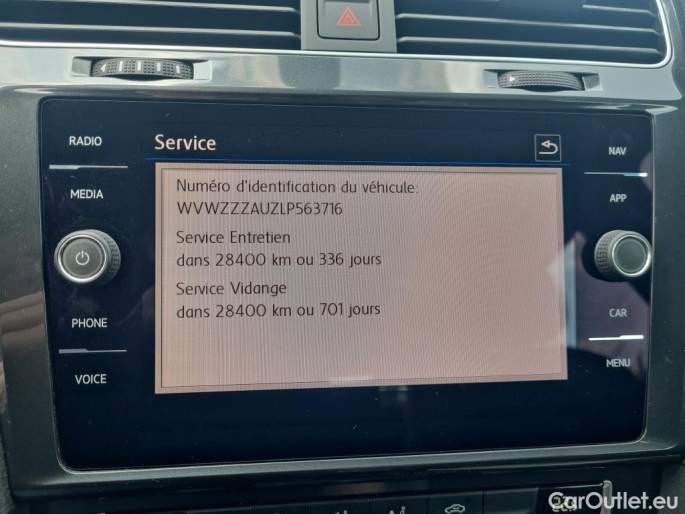 RADIO
MEDIA
PHONE
VOICE
Service
Numéro d'identification du véhicule:
WVWZZZAUZLP563716
Service Entretien
dans 28400 km ou 336 jours
Service Vidange
dans 28400 km ou 701 jours
NAV
APP
CAR
MENU
CarOutlet.eu